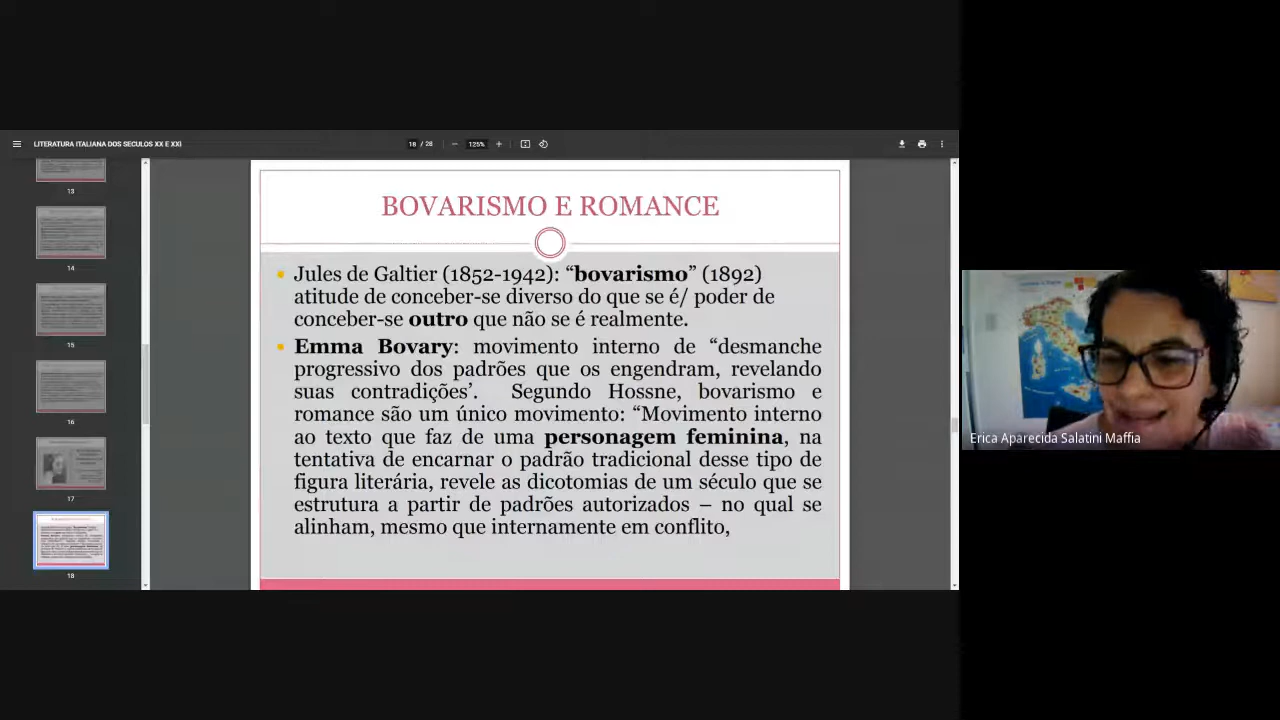 LITERATURA ITALIANA DOS SECULOS XX E XXI
18 / 28
125%
13
14
15
16
17
18
BOVARISMO E ROMANCE
Jules de Galtier (1852-1942): “bovarismo” (1892)
atitude de conceber-se diverso do que se é/ poder de
conceber-se outro que não se é realmente.
Emma Bovary: movimento interno de “desmanche
progressivo dos padrões que os engendram, revelando
suas contradições’. Segundo Hossne, bovarismo e
romance são um único movimento: “Movimento interno
ao texto que faz de uma personagem feminina, na
tentativa de encarnar o padrão tradicional desse tipo de
figura literária, revele as dicotomias de um século que se
estrutura a partir de padrões autorizados – no qual se
alinham, mesmo que internamente em conflito,
Erica Aparecida Salatini Maffia